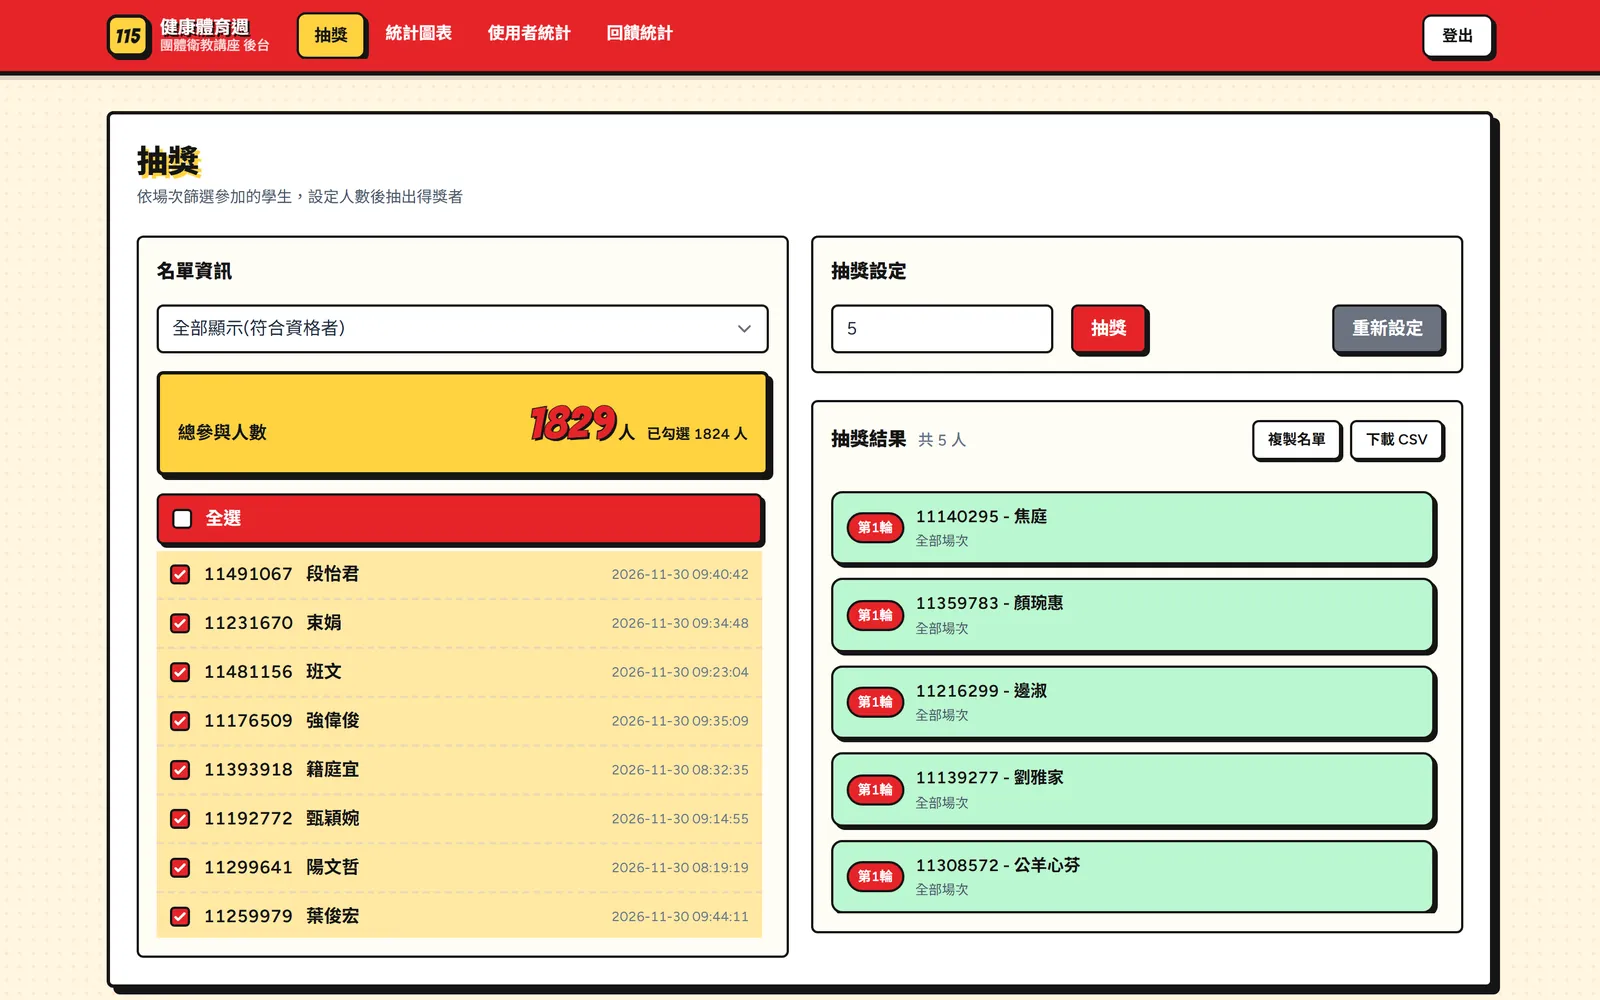 115
健康體育週
團體衛教講座 後台
抽獎
統計圖表
使用者統計
回饋統計
登出
抽獎
依場次篩選參加的學生，設定人數後抽出得獎者
名單資訊
全部顯示(符合資格者)
總參與人數 1829 人 已勾選 1824 人
全選
11491067 段怡君 2026-11-30 09:40:42
11231670 束娟 2026-11-30 09:34:48
11481156 班文 2026-11-30 09:23:04
11176509 強偉俊 2026-11-30 09:35:09
11393918 籍庭宜 2026-11-30 08:32:35
11192772 甄穎婉 2026-11-30 09:14:55
11299641 陽文哲 2026-11-30 08:19:19
11259979 葉俊宏 2026-11-30 09:44:11
抽獎設定
5
抽獎
重新設定
抽獎結果 共 5 人
複製名單
下載 CSV
第1輪
11140295 - 焦庭
全部場次
第1輪
11359783 - 顏琬惠
全部場次
第1輪
11216299 - 邊淑
全部場次
第1輪
11139277 - 劉雅家
全部場次
第1輪
11308572 - 公羊心芬
全部場次